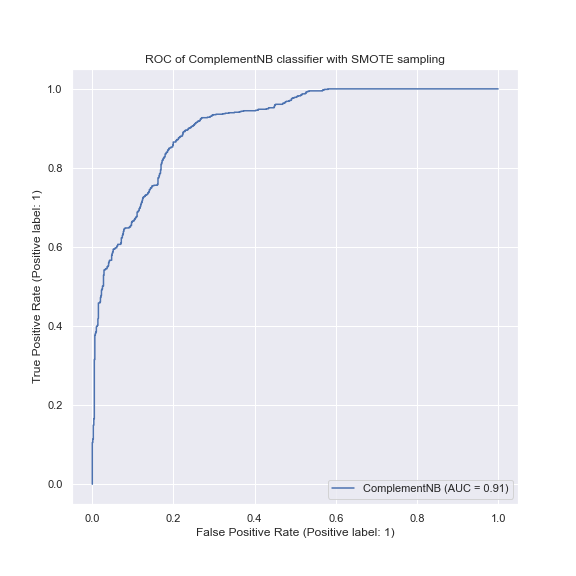 ROC of ComplementNB classifier with SMOTE sampling
True Positive Rate (Positive label: 1)
1.0
0.8
0.6
0.4
0.2
0.0
ComplementNB (AUC = 0.91)
0.0 0.2 0.4 0.6 0.8 1.0
False Positive Rate (Positive label: 1)